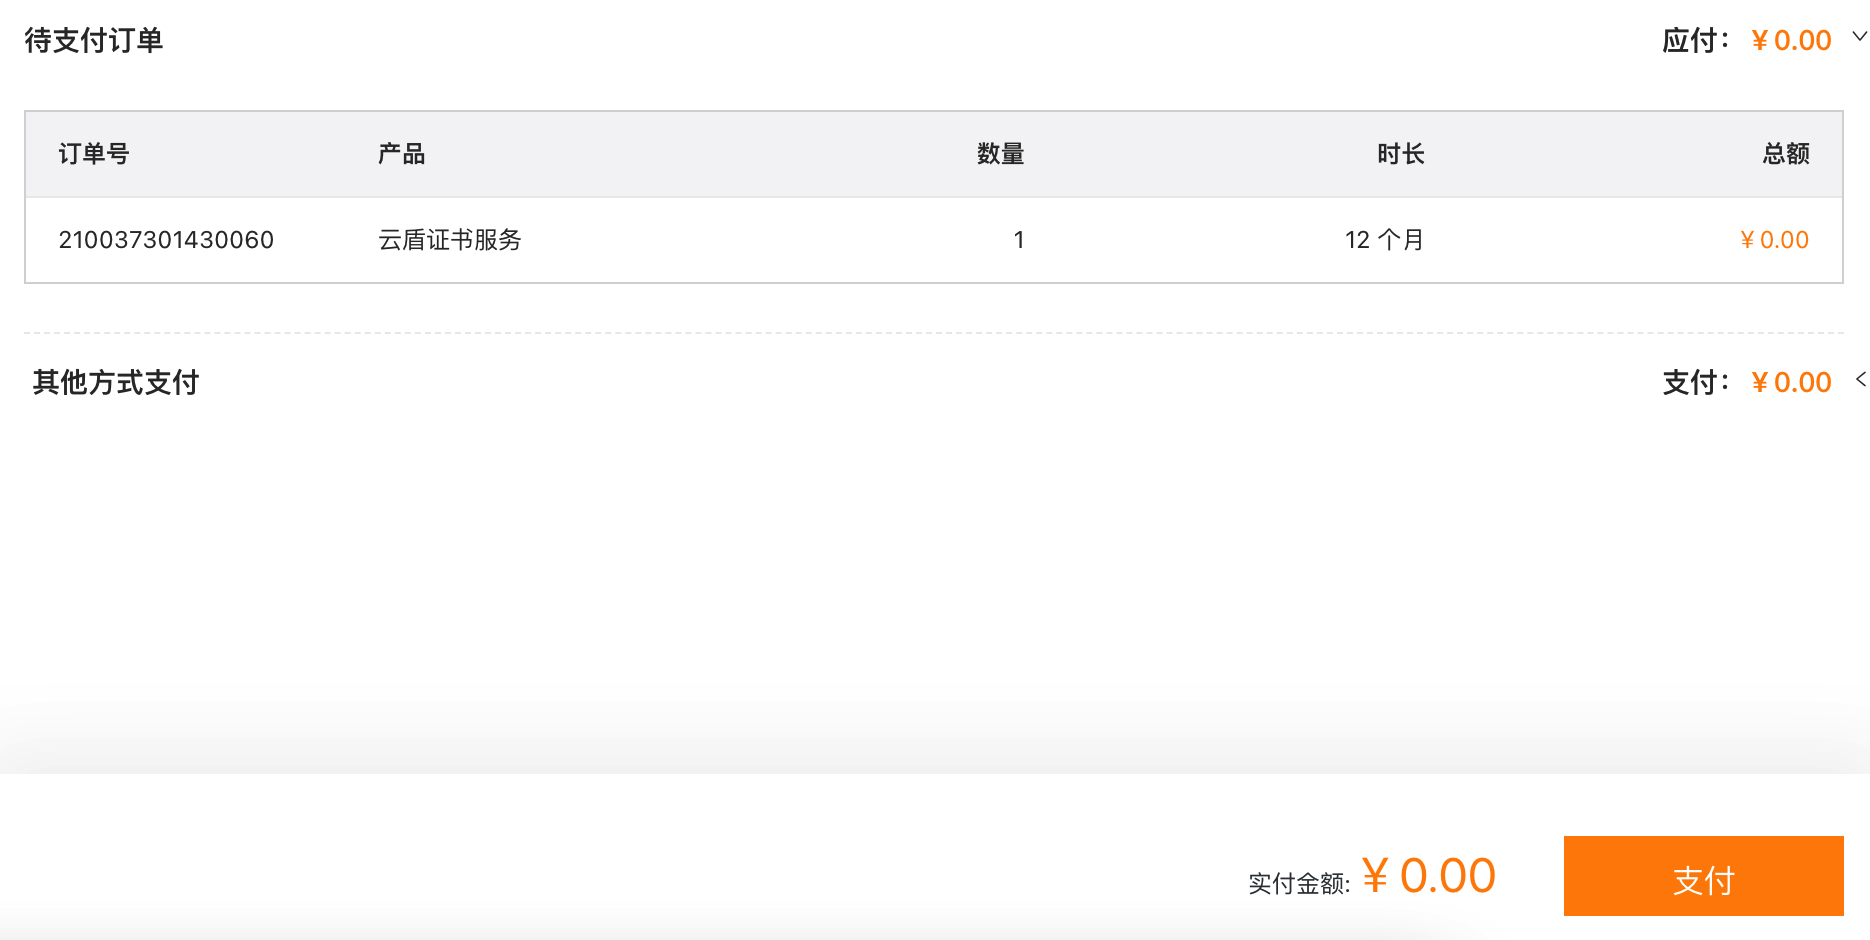 待支付订单 应付： ¥ 0.00
订单号 产品 数量 时长 总额
210037301430060 云盾证书服务 1 12 个月 ¥ 0.00
其他方式支付 支付： ¥ 0.00
实付金额: ¥ 0.00 支付